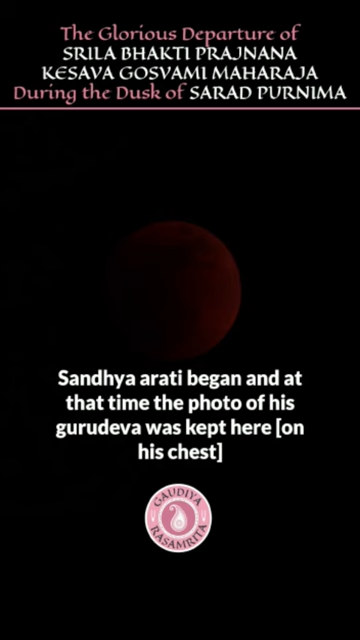 The Glorious Departure of
SRILA BHAKTI PRAJNANA
KESAVA GOSVAMI MAHARAJA
During the Dusk of SARAD PURNIMA
Sandhya arati began and at
that time the photo of his
gurudeva was kept here [on
his chest]
GAUDIYA
RASAMRITA